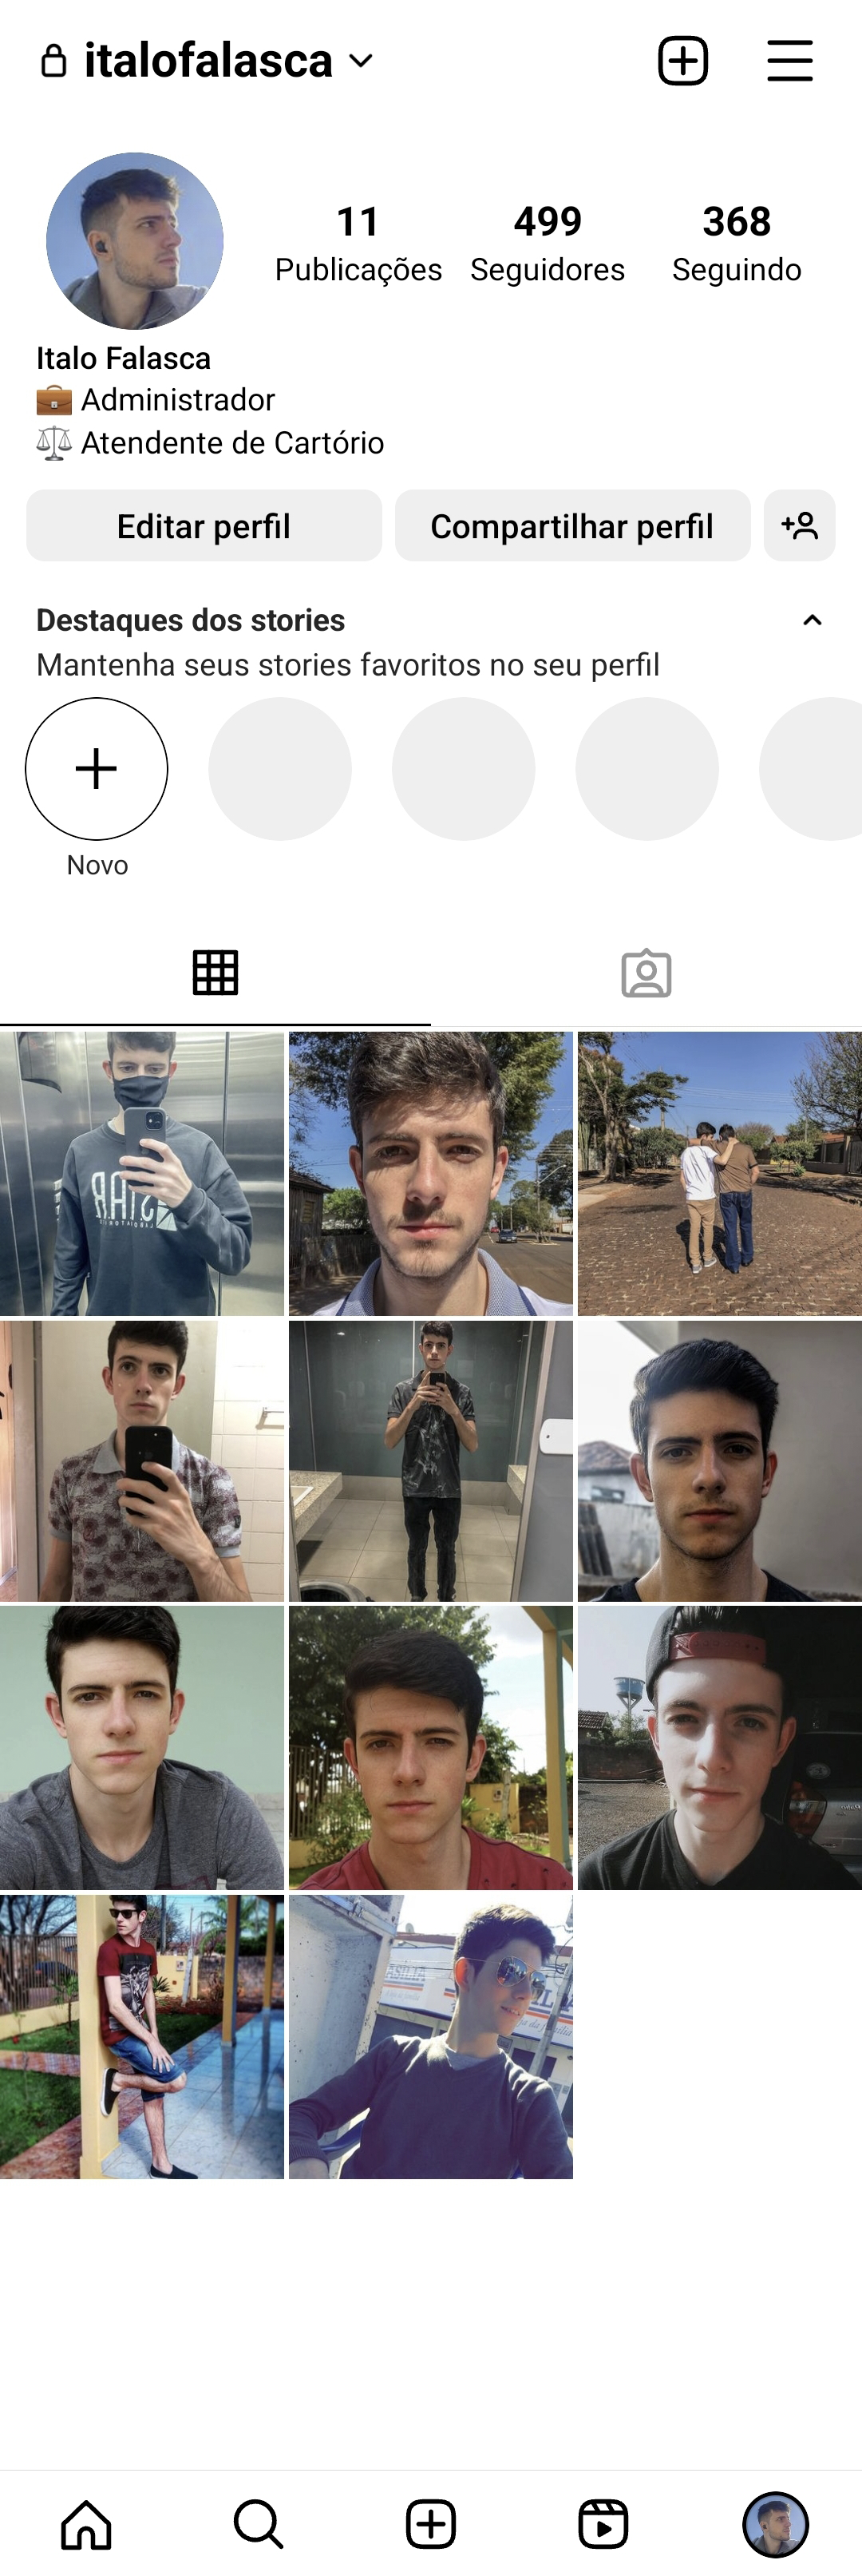 italofalasca
11 499 368
Publicações Seguidores Seguindo
Italo Falasca
💼 Administrador
⚖️ Atendente de Cartório
Editar perfil Compartilhar perfil
Destaques dos stories
Mantenha seus stories favoritos no seu perfil
Novo